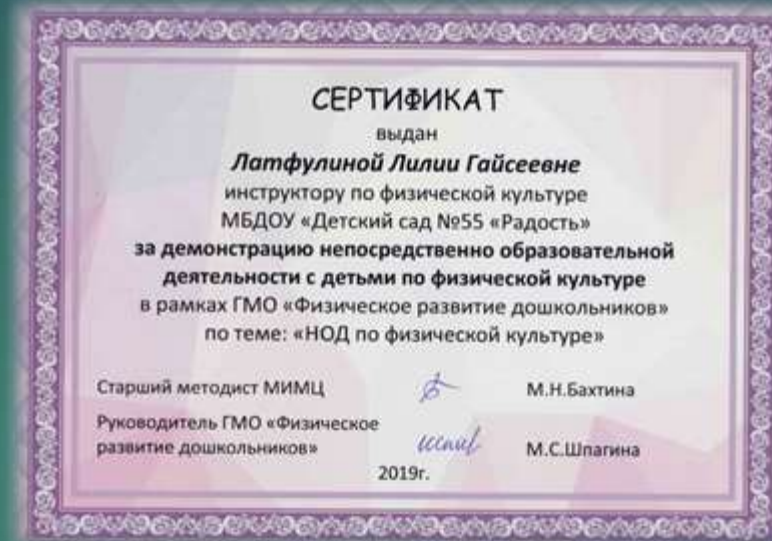 СЕРТИФИКАТ
выдан
Латфулиной Лилии Гайсеевне
инструктору по физической культуре
МБДОУ «Детский сад №55 «Радость»
за демонстрацию непосредственно образовательной
деятельности с детьми по физической культуре
в рамках ГМО «Физическое развитие дошкольников»
по теме: «НОД по физической культуре»
Старший методист МИМЦ М.Н.Бахтина
Руководитель ГМО «Физическое
развитие дошкольников» М.С.Шпагина
2019г.